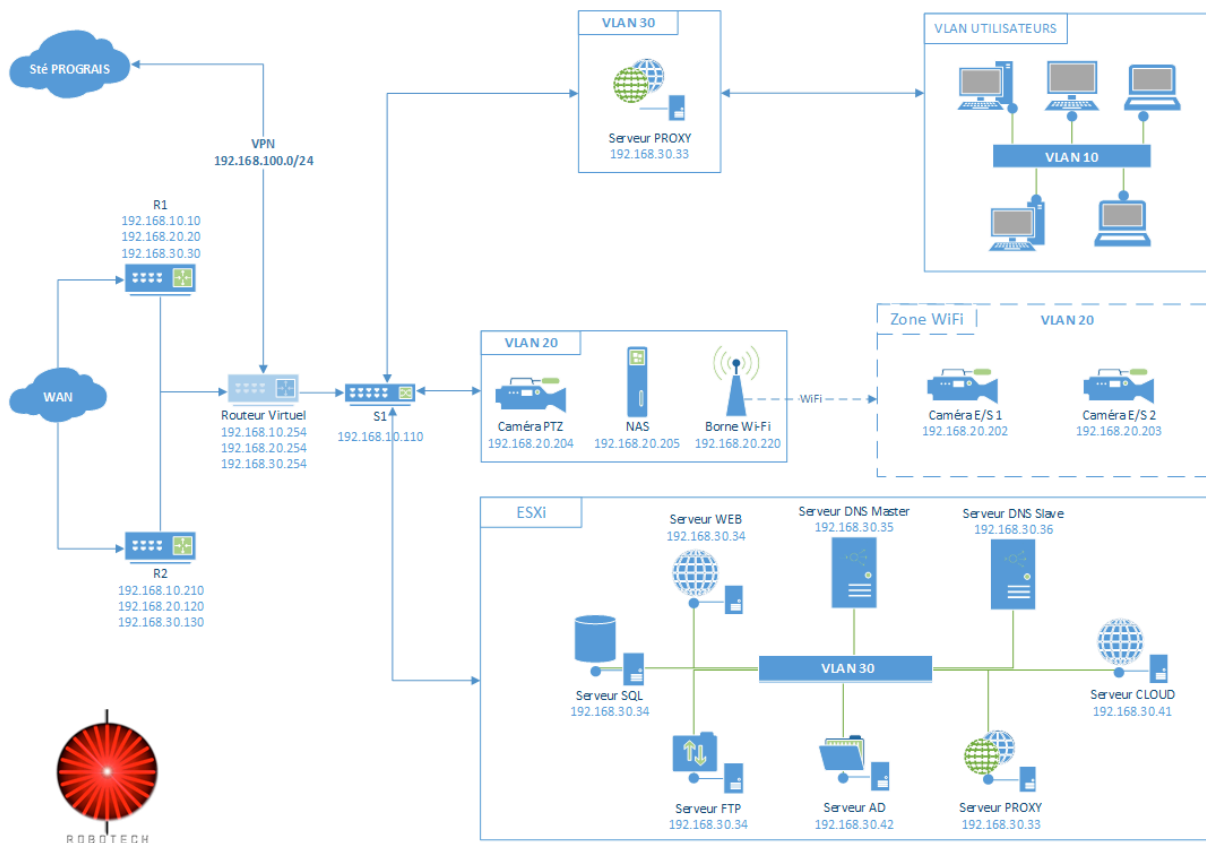 VLAN 30
Serveur PROXY
192.168.30.33
VLAN UTILISATEURS
VLAN 10
Sté PROGRAIS
VPN
192.168.100.0/24
R1
192.168.10.10
192.168.20.20
192.168.30.30
WAN
Routeur Virtuel
192.168.10.254
192.168.20.254
192.168.30.254
S1
192.168.10.110
R2
192.168.10.210
192.168.20.120
192.168.30.130
VLAN 20
Caméra PTZ
192.168.20.204
NAS
192.168.20.205
Borne Wi-Fi
192.168.20.220
WiFi
Zone WiFi
VLAN 20
Caméra E/S 1
192.168.20.202
Caméra E/S 2
192.168.20.203
ESXi
Serveur WEB
192.168.30.34
Serveur DNS Master
192.168.30.35
Serveur DNS Slave
192.168.30.36
VLAN 30
Serveur SQL
192.168.30.34
Serveur CLOUD
192.168.30.41
Serveur FTP
192.168.30.34
Serveur AD
192.168.30.42
Serveur PROXY
192.168.30.33
ROBOTECH